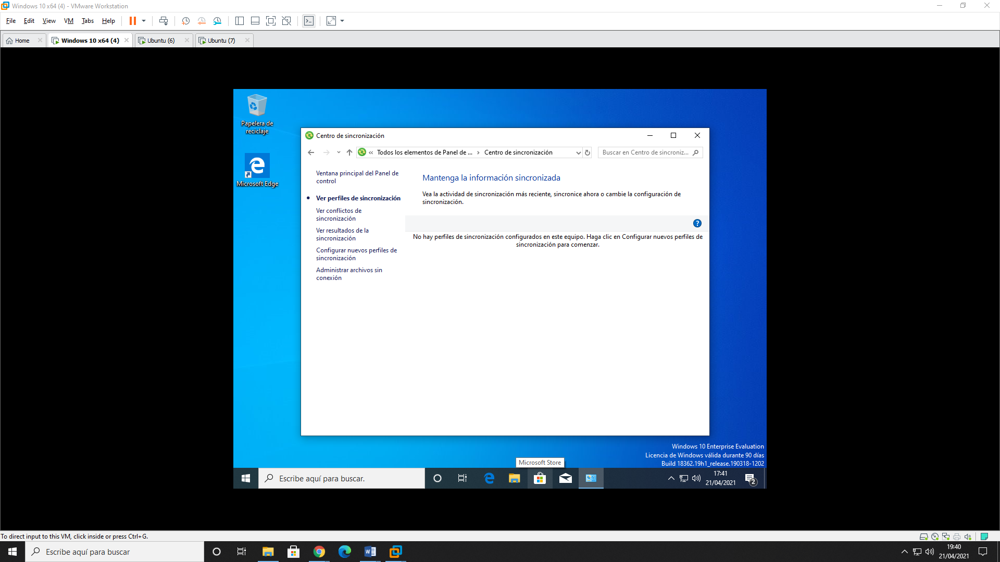 Windows 10 x64 (4) - VMware Workstation
File Edit View VM Tabs Help
Home Windows 10 x64 (4) Ubuntu (6) Ubuntu (7)
Papelera de
reciclaje
Microsoft Edge
Centro de sincronización
« Todos los elementos de Panel de ... > Centro de sincronización
Buscar en Centro de sincroniz...
Ventana principal del Panel de
control
Ver perfiles de sincronización
Ver conflictos de
sincronización
Ver resultados de la
sincronización
Configurar nuevos perfiles de
sincronización
Administrar archivos sin
conexión
Mantenga la información sincronizada
Vea la actividad de sincronización más reciente, sincronice ahora o cambie la configuración de
sincronización.
?
No hay perfiles de sincronización configurados en este equipo. Haga clic en Configurar nuevos perfiles de
sincronización para comenzar.
Windows 10 Enterprise Evaluation
Licencia de Windows válida durante 90 días
Build 18362.19h1_release.190318-1202
Microsoft Store
Escribe aquí para buscar.
17:41
21/04/2021
2
To direct input to this VM, click inside or press Ctrl+G.
Escribe aquí para buscar
19:40
21/04/2021